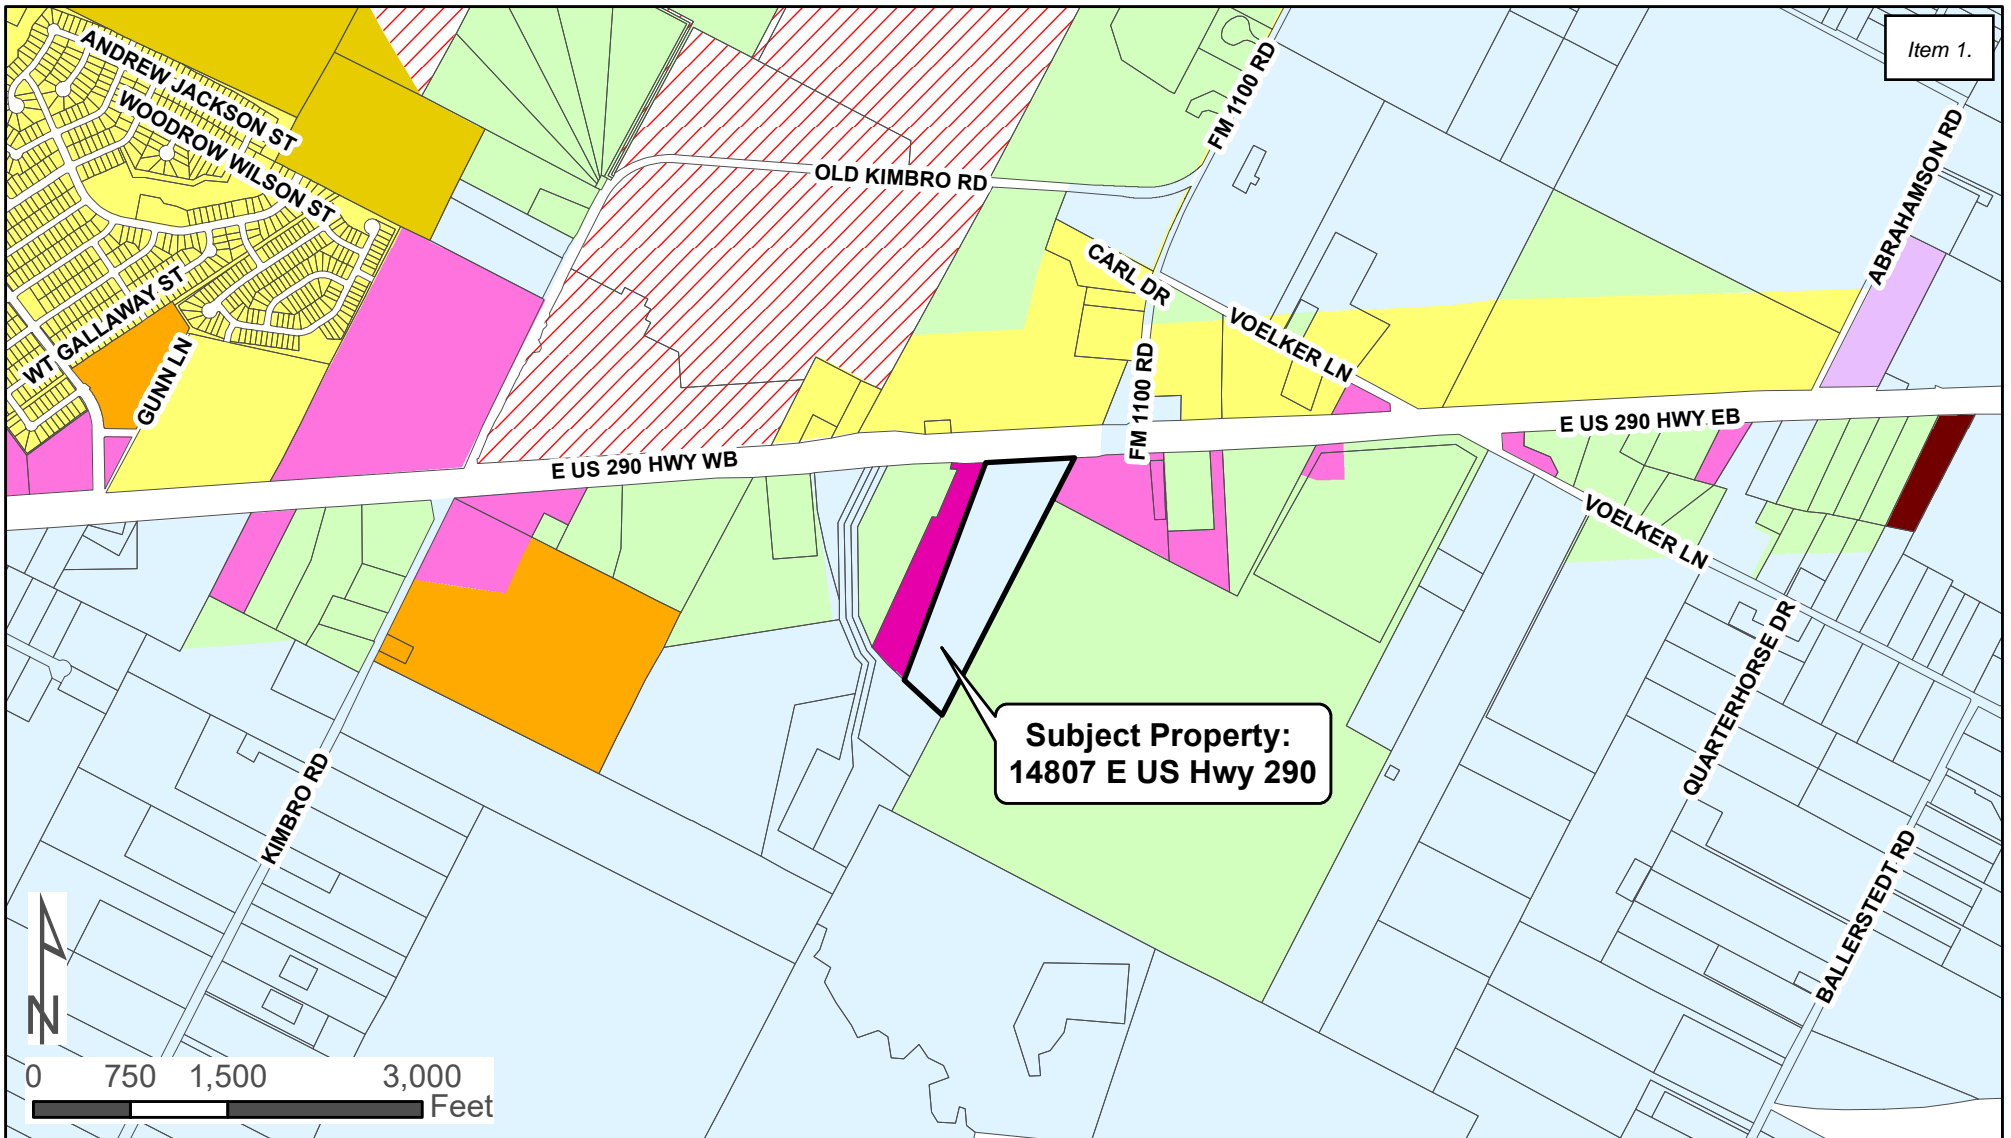 Item 1.
ANDREW JACKSON ST
WOODROW WILSON ST
WT GALLAWAY ST
GUNN LN
OLD KIMBRO RD
FM 1100 RD
ABRAHAMSON RD
CARL DR
VOELKER LN
FM 1100 RD
E US 290 HWY WB
E US 290 HWY EB
VOELKER LN
QUARTERHORSE DR
BALLERSTEDT RD
KIMBRO RD
Subject Property:
14807 E US Hwy 290
N
0 750 1,500 3,000
Feet